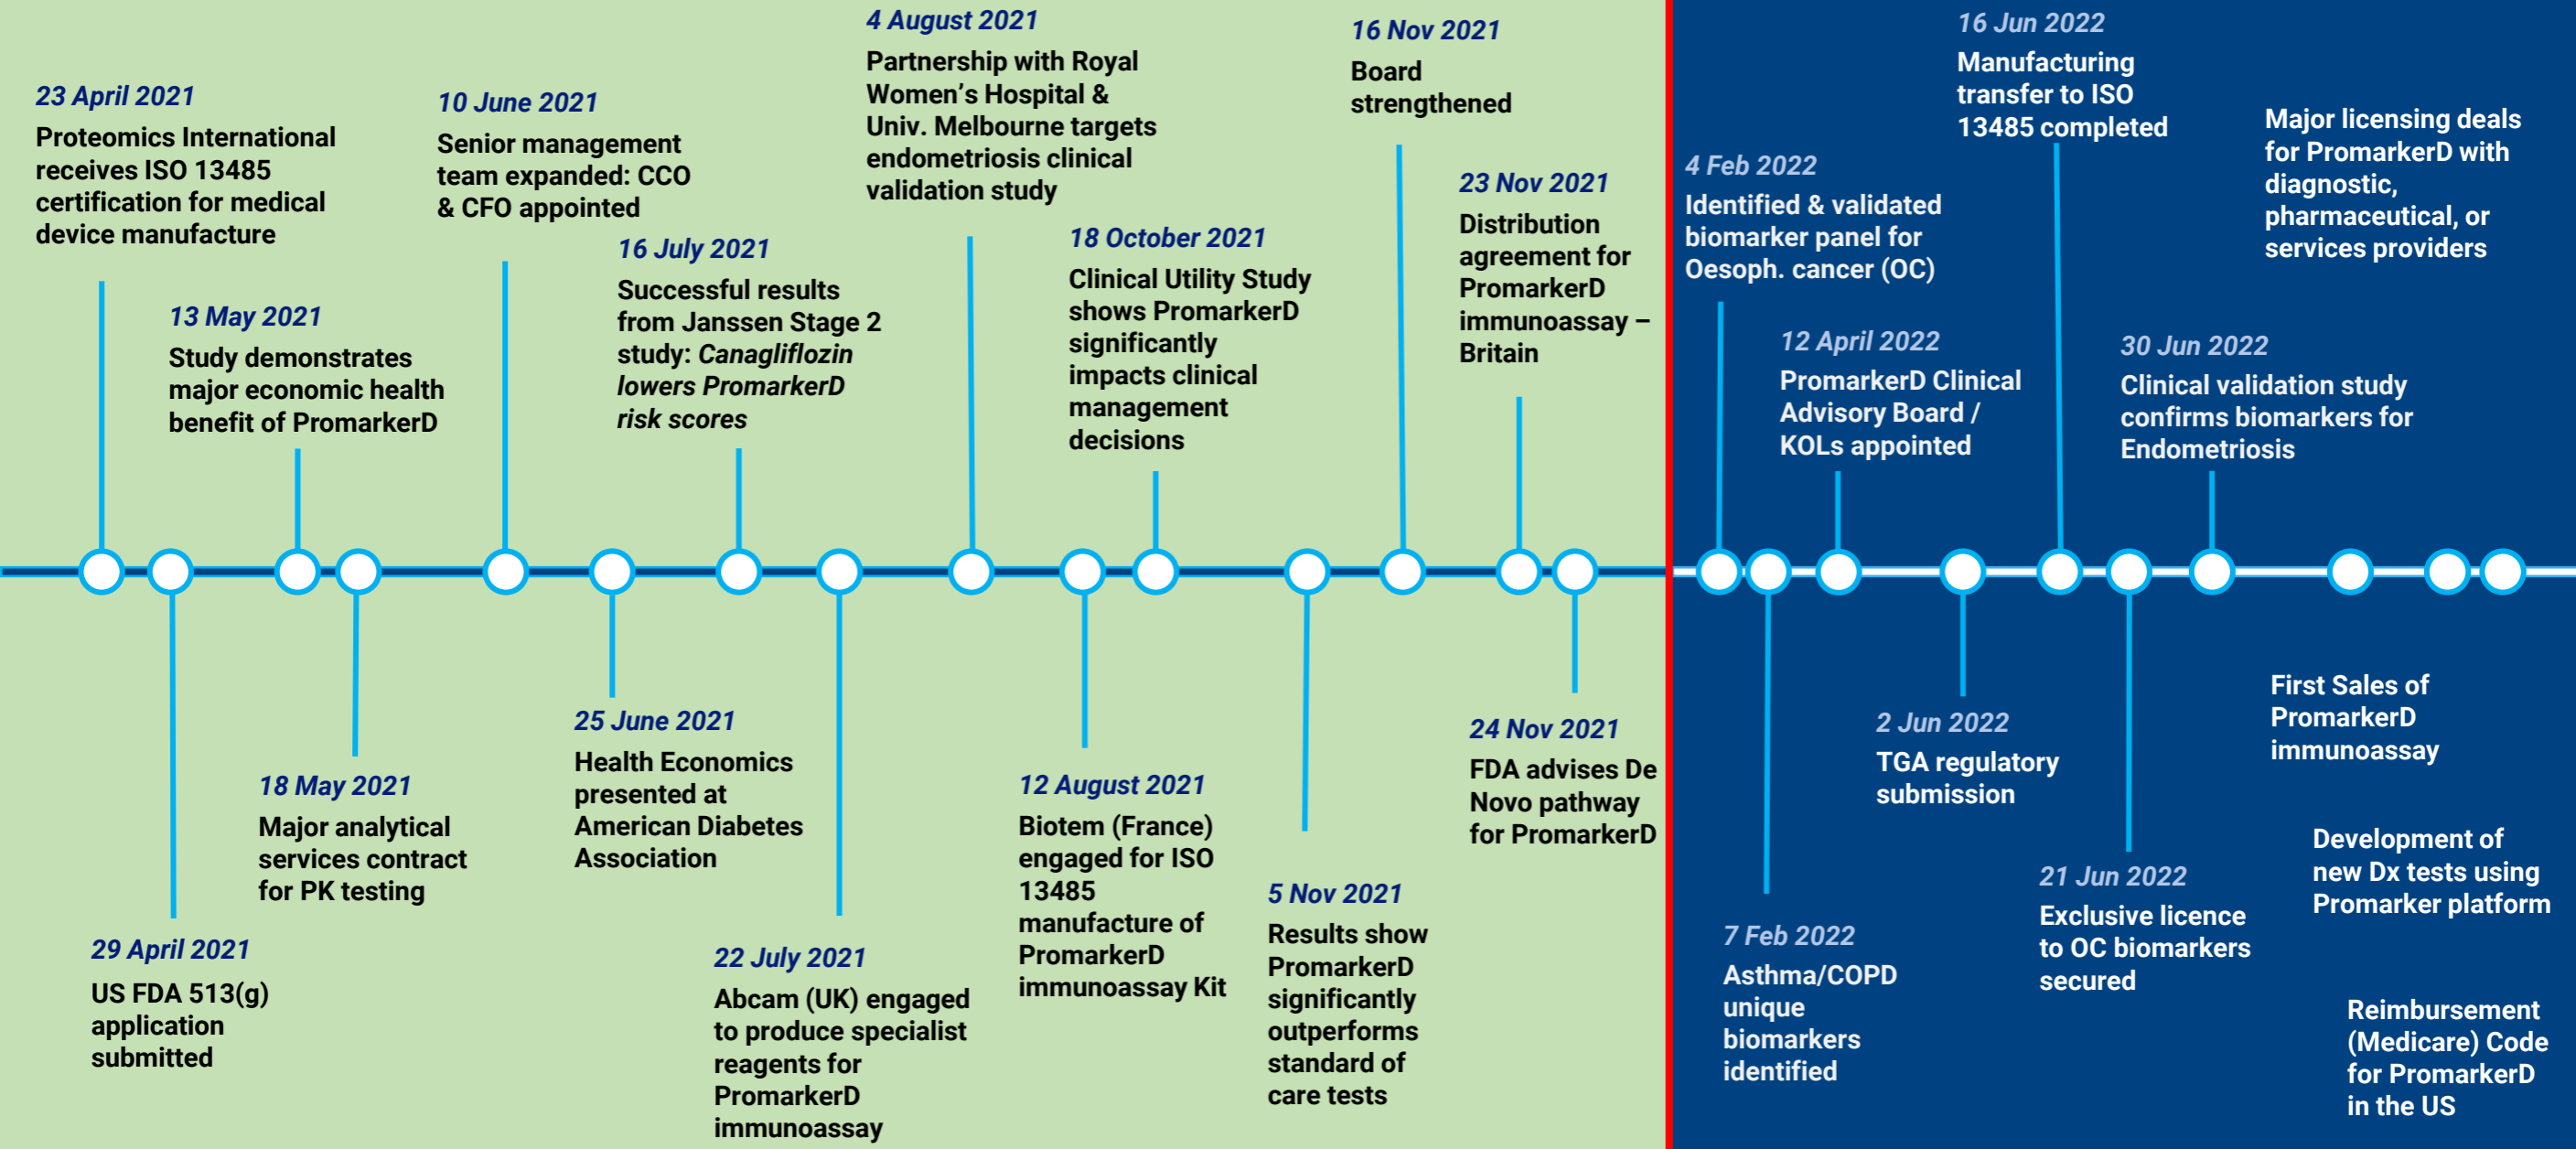 23 April 2021
Proteomics International
receives ISO 13485
certification for medical
device manufacture
29 April 2021
US FDA 513(g)
application
submitted
13 May 2021
Study demonstrates
major economic health
benefit of PromarkerD
18 May 2021
Major analytical
services contract
for PK testing
10 June 2021
Senior management
team expanded: CCO
& CFO appointed
25 June 2021
Health Economics
presented at
American Diabetes
Association
16 July 2021
Successful results
from Janssen Stage 2
study: Canagliflozin
lowers PromarkerD
risk scores
22 July 2021
Abcam (UK) engaged
to produce specialist
reagents for
PromarkerD
immunoassay
4 August 2021
Partnership with Royal
Women's Hospital &
Univ. Melbourne targets
endometriosis clinical
validation study
12 August 2021
Biotem (France)
engaged for ISO
13485
manufacture of
PromarkerD
immunoassay Kit
18 October 2021
Clinical Utility Study
shows PromarkerD
significantly
impacts clinical
management
decisions
5 Nov 2021
Results show
PromarkerD
significantly
outperforms
standard of
care tests
16 Nov 2021
Board
strengthened
23 Nov 2021
Distribution
agreement for
PromarkerD
immunoassay –
Britain
24 Nov 2021
FDA advises De
Novo pathway
for PromarkerD
4 Feb 2022
Identified & validated
biomarker panel for
Oesoph. cancer (OC)
7 Feb 2022
Asthma/COPD
unique
biomarkers
identified
12 April 2022
PromarkerD Clinical
Advisory Board /
KOLs appointed
2 Jun 2022
TGA regulatory
submission
16 Jun 2022
Manufacturing
transfer to ISO
13485 completed
21 Jun 2022
Exclusive licence
to OC biomarkers
secured
30 Jun 2022
Clinical validation study
confirms biomarkers for
Endometriosis
Major licensing deals
for PromarkerD with
diagnostic,
pharmaceutical, or
services providers
First Sales of
PromarkerD
immunoassay
Development of
new Dx tests using
Promarker platform
Reimbursement
(Medicare) Code
for PromarkerD
in the US